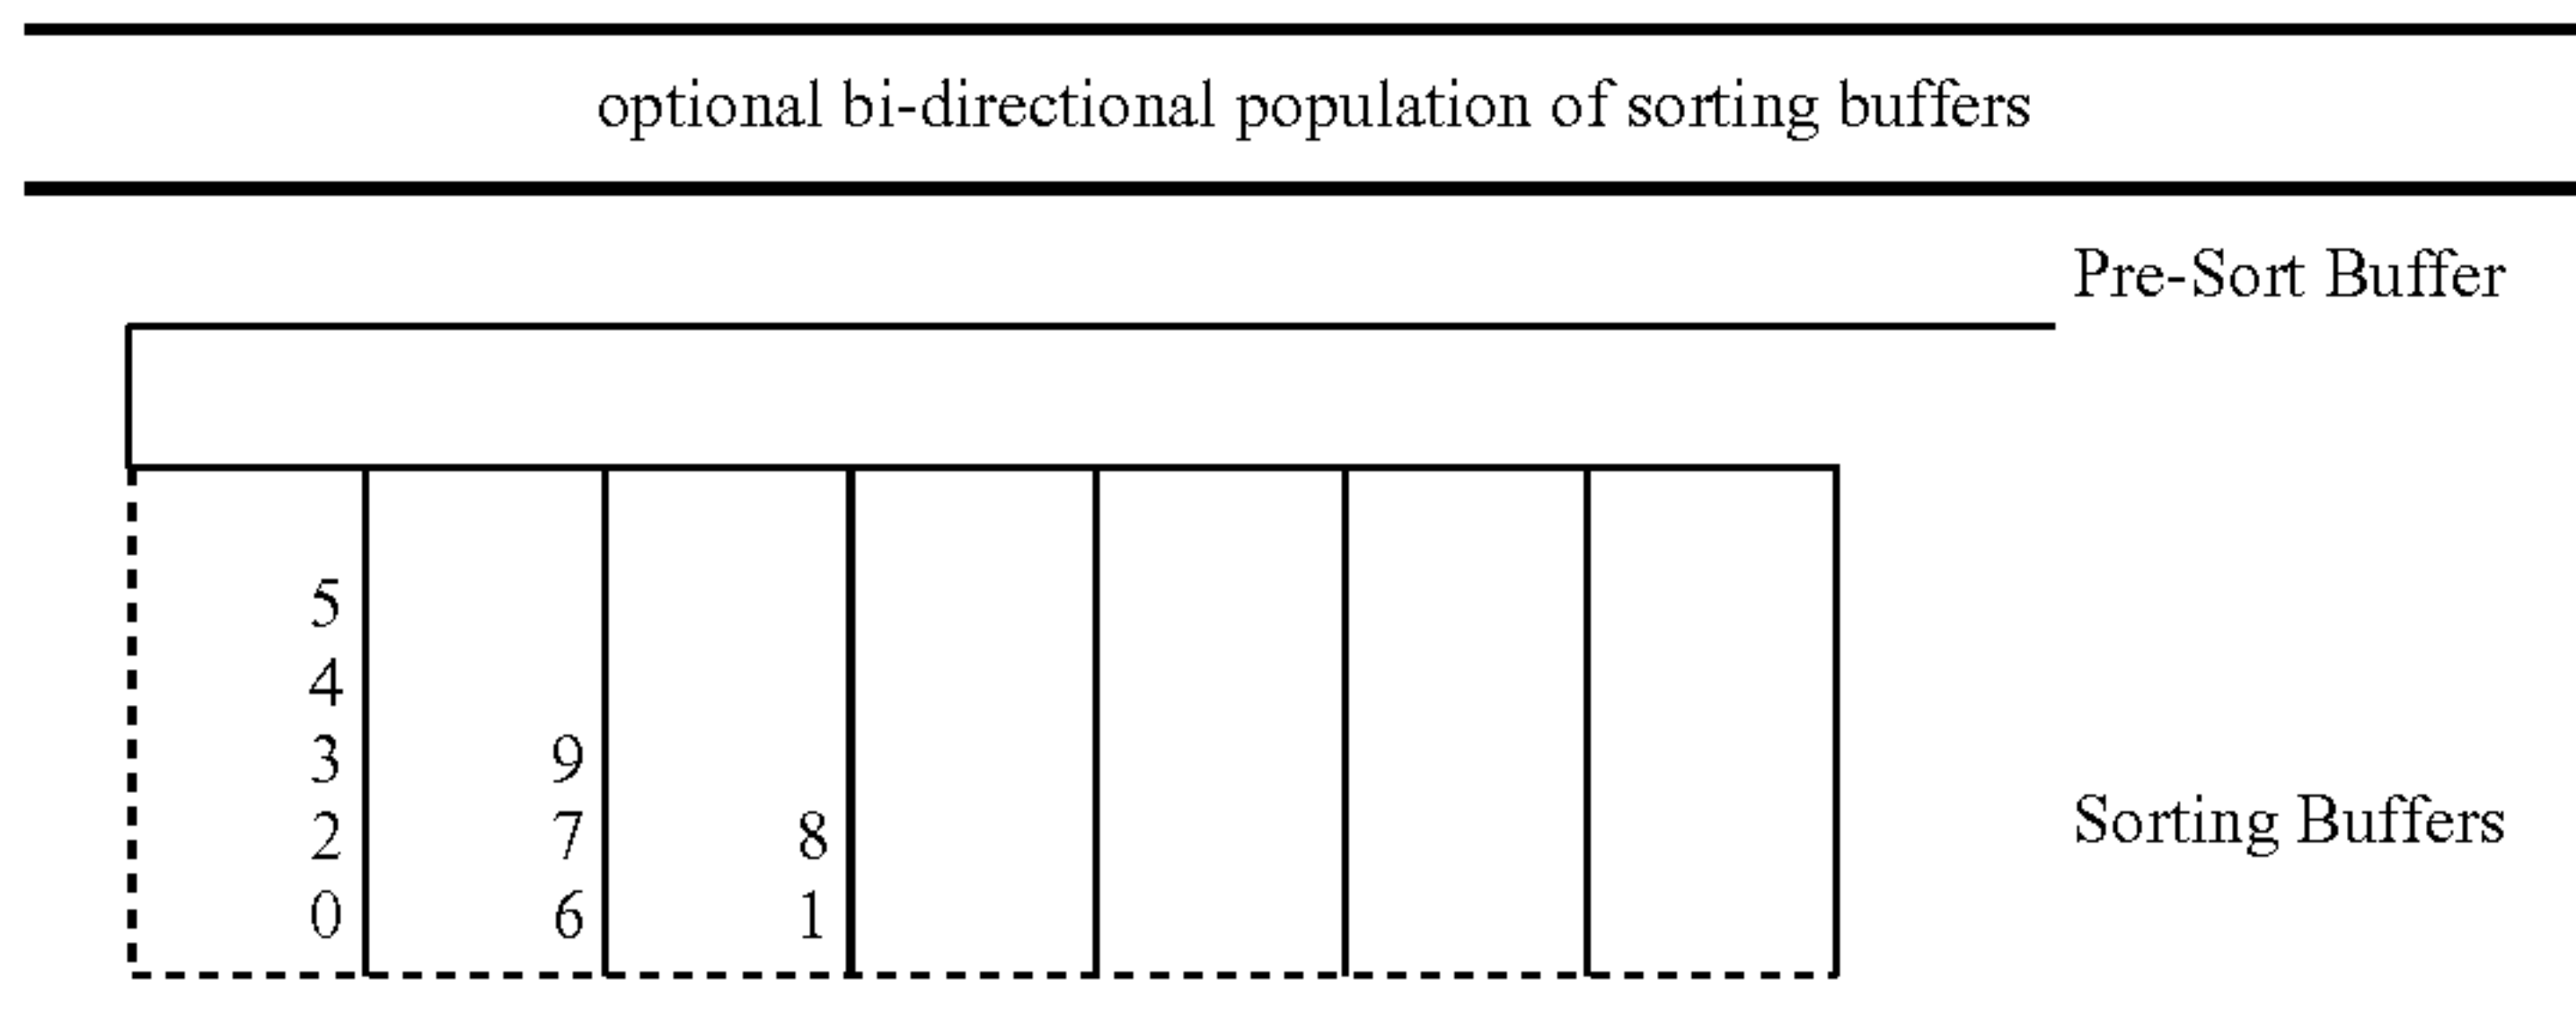 optional bi-directional population of sorting buffers
Pre-Sort Buffer
5
4
3 9
2 7 8 Sorting Buffers
0 6 1